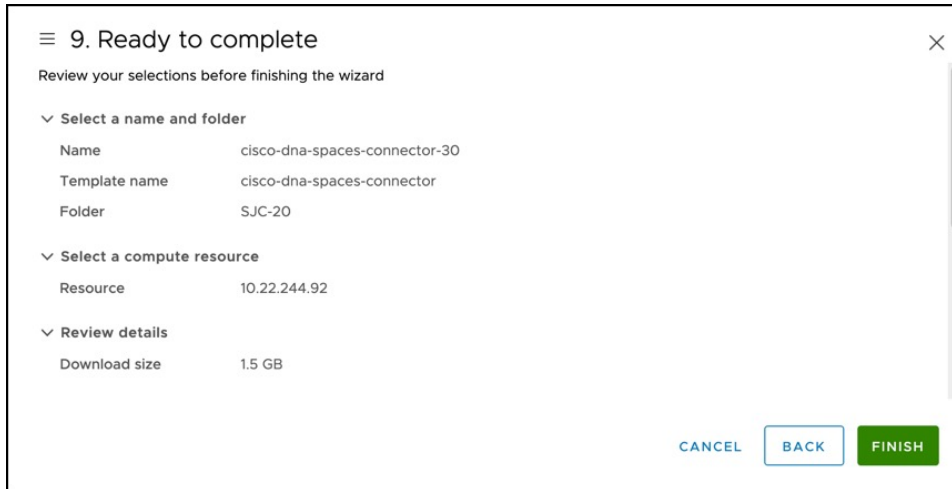 9. Ready to complete
Review your selections before finishing the wizard
Select a name and folder
Name cisco-dna-spaces-connector-30
Template name cisco-dna-spaces-connector
Folder SJC-20
Select a compute resource
Resource 10.22.244.92
Review details
Download size 1.5 GB
CANCEL BACK FINISH